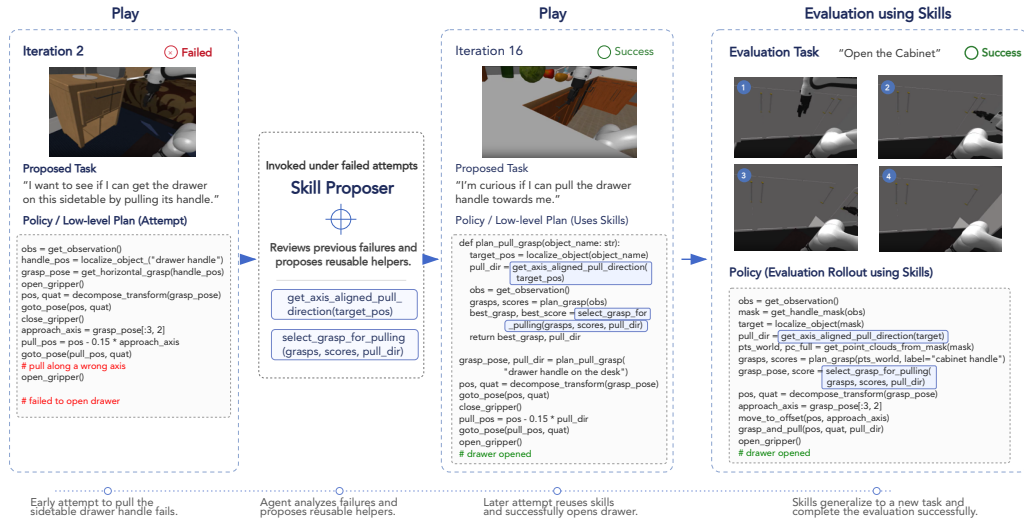 Play
Iteration 2
Failed
Proposed Task
“I want to see if I can get the drawer
on this sidetable by pulling its handle.”
Policy / Low-level Plan (Attempt)
obs = get_observation()
handle_pos = localize_object_("drawer handle")
grasp_pose = get_horizontal_grasp(handle_pos)
open_gripper()
pos, quat = decompose_transform(grasp_pose)
goto_pose(pos, quat)
close_gripper()
approach_axis = grasp_pose[:3, 2]
pull_pos = pos - 0.15 * approach_axis
goto_pose(pull_pos, quat)
# pull along a wrong axis
open_gripper()
# failed to open drawer
Invoked under failed attempts
Skill Proposer
Reviews previous failures and
proposes reusable helpers.
get_axis_aligned_pull_
direction(target_pos)
select_grasp_for_pulling
(grasps, scores, pull_dir)
Play
Iteration 16
Success
Proposed Task
“I’m curious if I can pull the drawer
handle towards me.”
Policy / Low-level Plan (Uses Skills)
def plan_pull_grasp(object_name: str):
target_pos = localize_object(object_name)
pull_dir = get_axis_aligned_pull_direction(
target_pos)
obs = get_observation()
grasps, scores = plan_grasp(obs)
best_grasp, best_score = select_grasp_for
_pulling(grasps, scores, pull_dir)
return best_grasp, pull_dir
grasp_pose, pull_dir = plan_pull_grasp(
"drawer handle on the desk")
pos, quat = decompose_transform(grasp_pose)
goto_pose(pos, quat)
close_gripper()
pull_pos = pos - 0.15 * pull_dir
goto_pose(pull_pos, quat)
open_gripper()
# drawer opened
Evaluation using Skills
Evaluation Task “Open the Cabinet” Success
1
2
3
4
Policy (Evaluation Rollout using Skills)
obs = get_observation()
mask = get_handle_mask(obs)
target = localize_object(mask)
pull_dir = get_axis_aligned_pull_direction(target)
pts_world, pc_full = get_point_clouds_from_mask(mask)
grasps, scores = plan_grasp(pts_world, label="cabinet handle")
grasp_pose, score = select_grasp_for_pulling(
grasps, scores, pull_dir)
pos, quat = decompose_transform(grasp_pose)
approach_axis = grasp_pose[:3, 2]
move_to_offset(pos, approach_axis)
grasp_and_pull(pos, quat, pull_dir)
open_gripper()
# drawer opened
Early attempt to pull the
sidetable drawer handle fails.
Agent analyzes failures and
proposes reusable helpers.
Later attempt reuses skills
and successfully opens drawer.
Skills generalize to a new task and
complete the evaluation successfully.